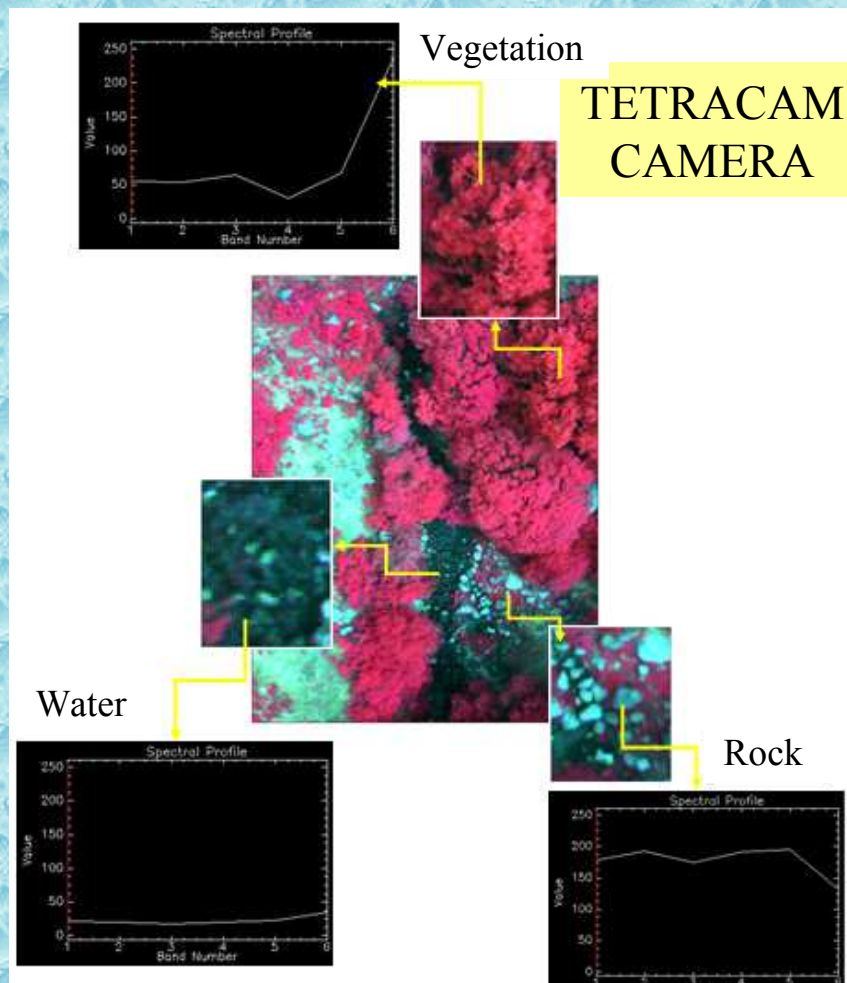 Spectral Profile
Vegetation
250
200
150
100
50
0
Value
1 2 3 4 5 6
Band Number
TETRACAM
CAMERA
Water
Spectral Profile
250
200
150
100
50
0
Value
1 2 3 4 5 6
Band Number
Rock
Spectral Profile
250
200
150
100
50
0
Value